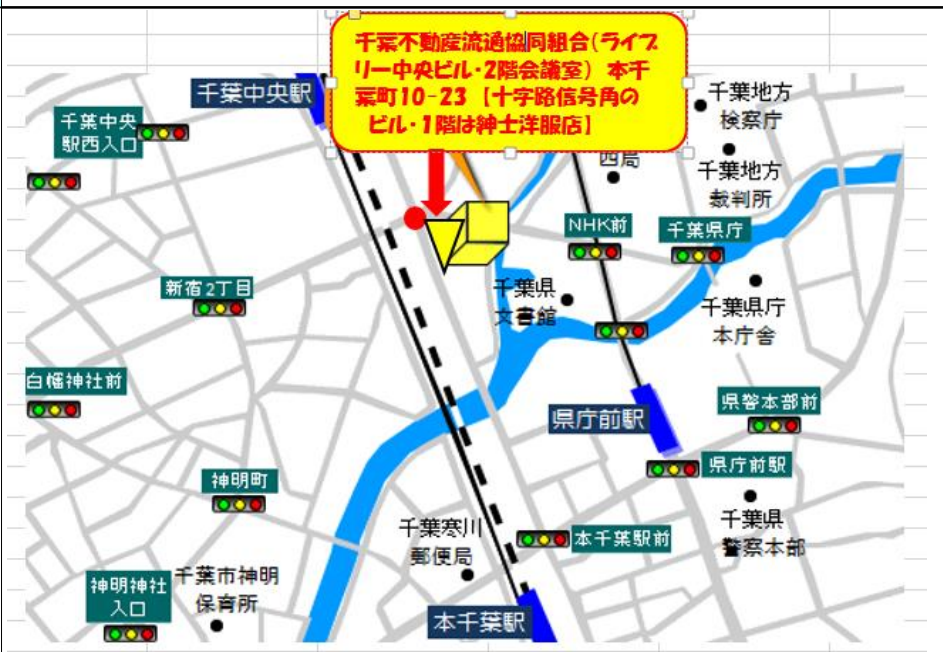 千葉不動産流通協同組合(ライブ
リー中央ビル・2階会議室) 本千
葉町10-23 【十字路信号角の
ビル・1階は紳士洋服店】
千葉中央駅
千葉中央
駅西入口
千葉地方
検察庁
千葉地方
裁判所
NHK前
千葉県庁
新宿2丁目
千葉県
文書館
千葉県庁
本庁舎
白幡神社前
県庁前駅
県警本部前
県庁前駅
神明町
千葉県
警察本部
千葉寒川
郵便局
本千葉駅前
神明神社
入口
千葉市神明
保育所
本千葉駅